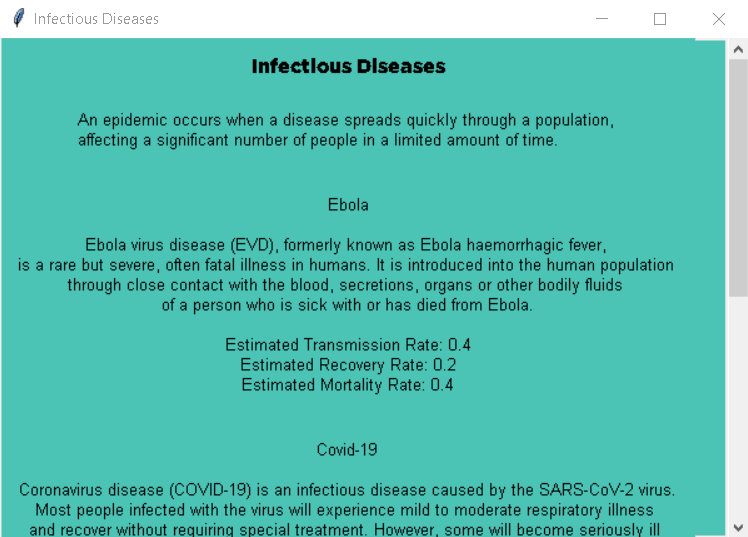 Infectious Diseases
Infectious Diseases
An epidemic occurs when a disease spreads quickly through a population,
affecting a significant number of people in a limited amount of time.
Ebola
Ebola virus disease (EVD), formerly known as Ebola haemorrhagic fever,
is a rare but severe, often fatal illness in humans. It is introduced into the human population
through close contact with the blood, secretions, organs or other bodily fluids
of a person who is sick with or has died from Ebola.
Estimated Transmission Rate: 0.4
Estimated Recovery Rate: 0.2
Estimated Mortality Rate: 0.4
Covid-19
Coronavirus disease (COVID-19) is an infectious disease caused by the SARS-CoV-2 virus.
Most people infected with the virus will experience mild to moderate respiratory illness
and recover without requiring special treatment. However, some will become seriously ill